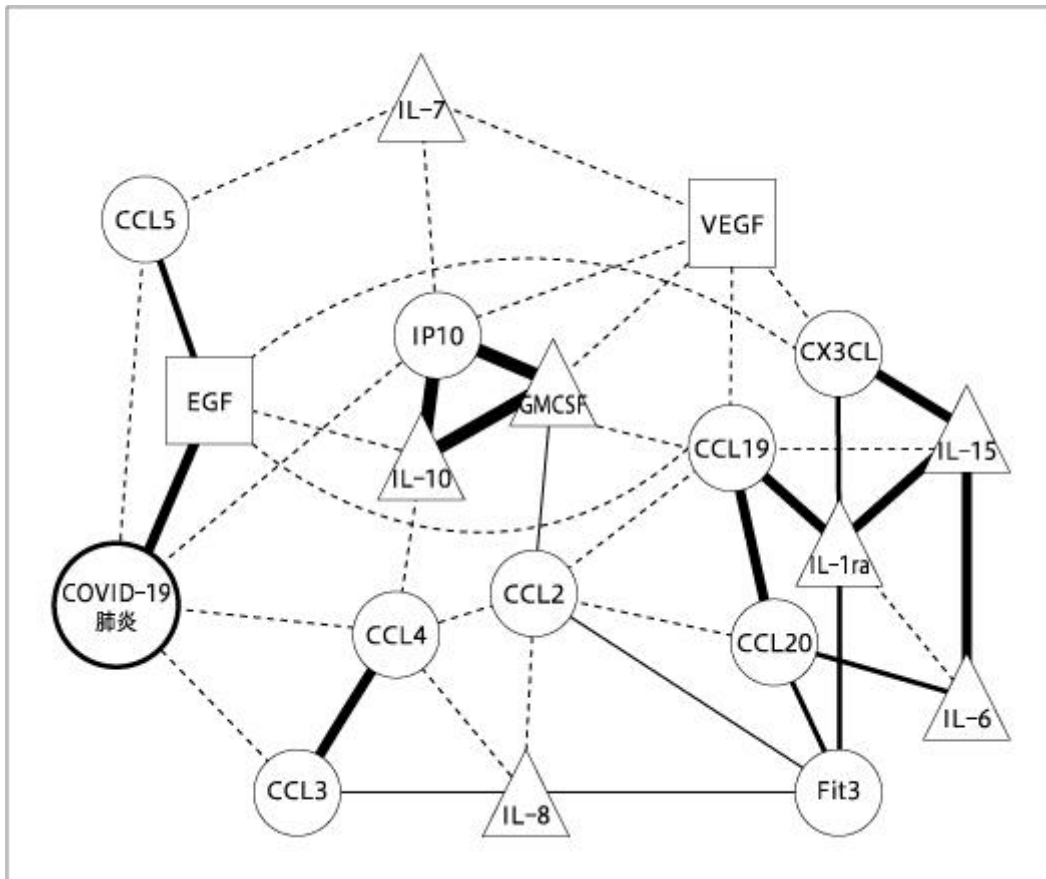 IL-7
CCL5
VEGF
IP10
CX3CL
EGF
GMCSF
CCL19
IL-15
IL-10
IL-1ra
COVID-19
肺炎
CCL2
CCL4
CCL20
IL-6
CCL3
IL-8
Fit3